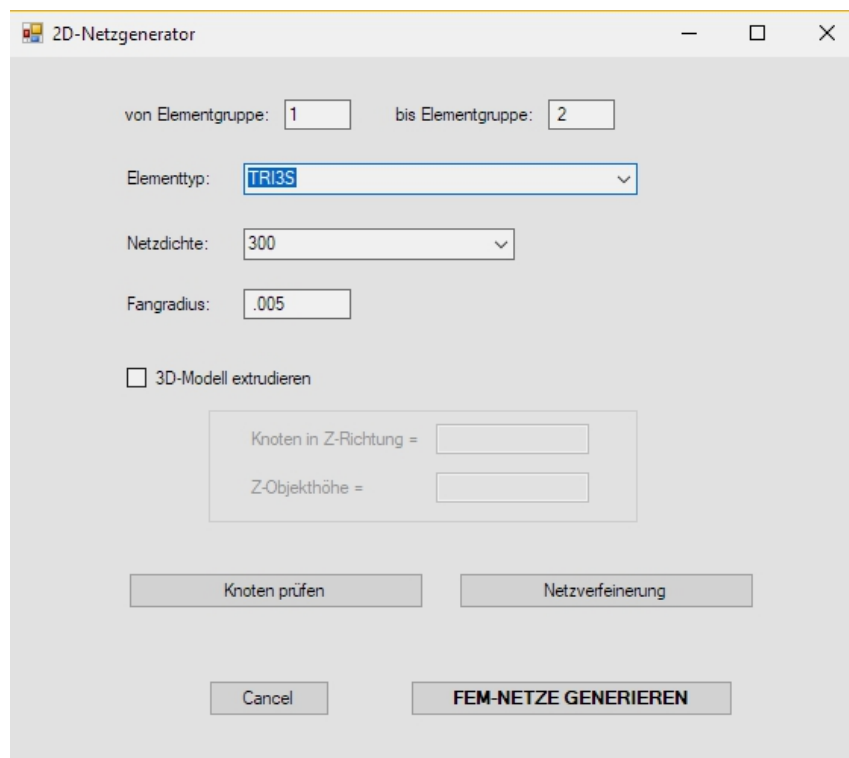 2D-Netzgenerator
von Elementgruppe: 1 bis Elementgruppe: 2
Elementtyp: TRI3S
Netzdichte: 300
Fangradius: .005
3D-Modell extrudieren
Knoten in Z-Richtung =
Z-Objekthöhe =
Knoten prüfen Netzverfeinerung
Cancel FEM-NETZE GENERIEREN